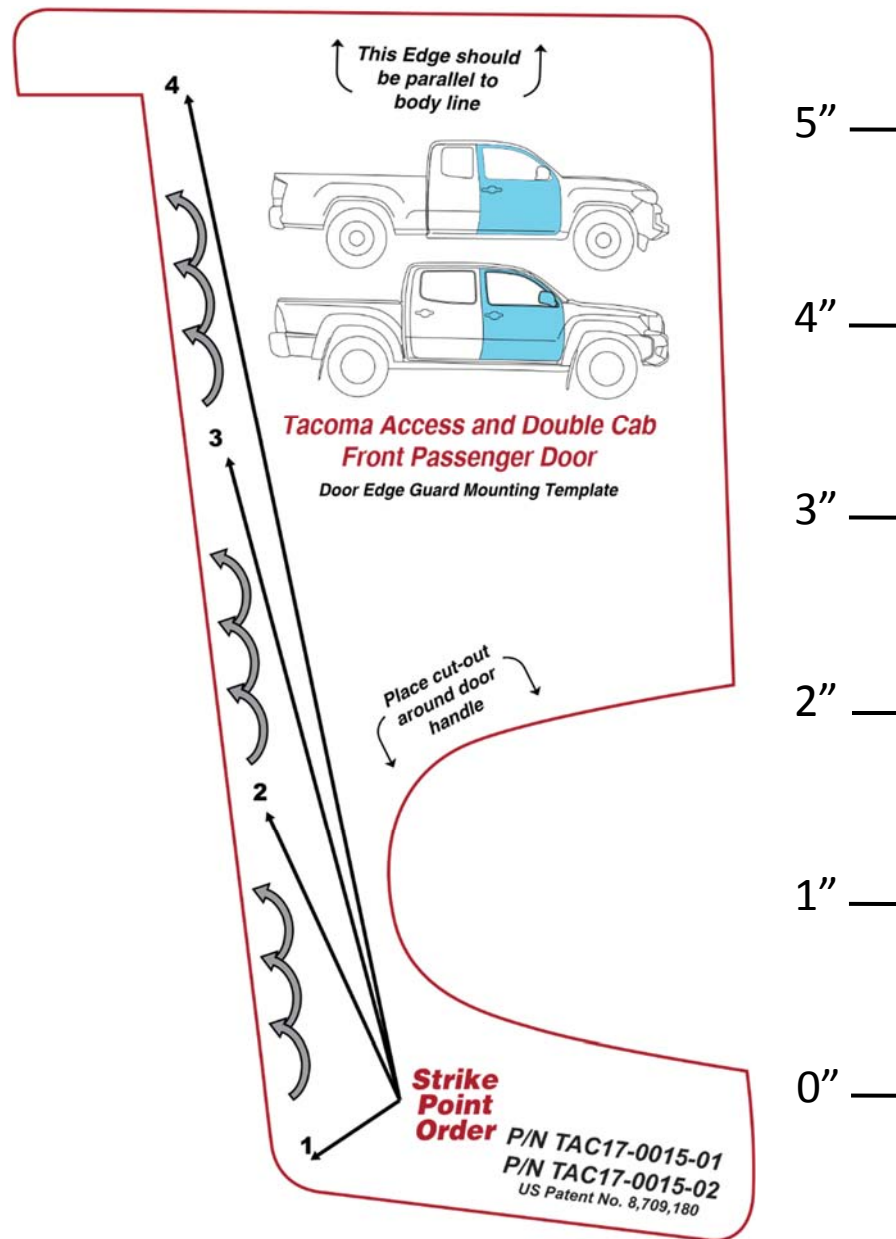 This Edge should
be parallel to
body line
4
5”
4”
Tacoma Access and Double Cab
Front Passenger Door
Door Edge Guard Mounting Template
3
3”
Place cut-out
around door
handle
2”
2
1”
Strike
Point
Order
0”
1
P/N TAC17-0015-01
P/N TAC17-0015-02
US Patent No. 8,709,180